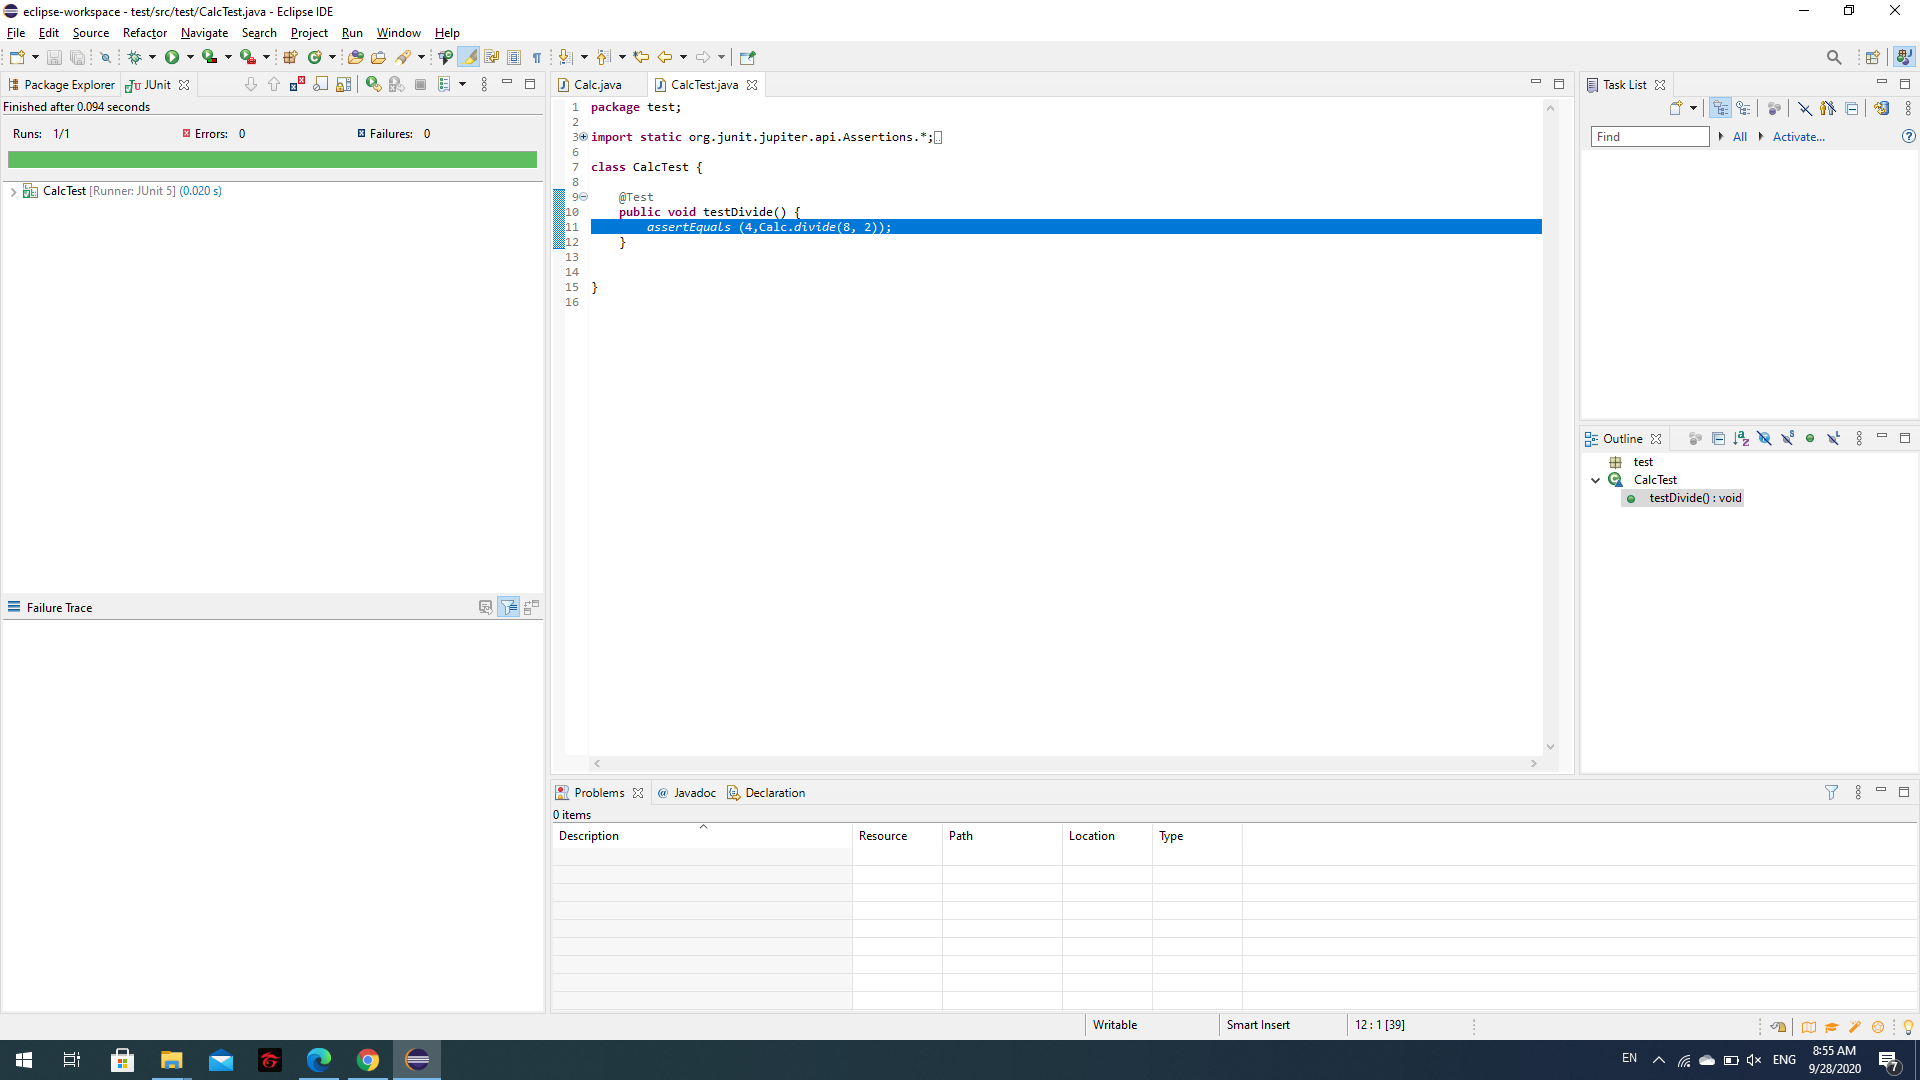 eclipse-workspace - test/src/test/CalcTest.java - Eclipse IDE
File Edit Source Refactor Navigate Search Project Run Window Help
Package Explorer JUnit
Finished after 0.094 seconds
Runs: 1/1 Errors: 0 Failures: 0
CalcTest [Runner: JUnit 5] (0.020 s)
Failure Trace
Calc.java CalcTest.java
1 package test;
2
3 import static org.junit.jupiter.api.Assertions.*;
6
7 class CalcTest {
8
9 @Test
10 public void testDivide() {
11 assertEquals (4,Calc.divide(8, 2));
12 }
13
14
15 }
16
Task List
Find All Activate...
Outline
test
CalcTest
testDivide() : void
Problems @ Javadoc Declaration
0 items
Description Resource Path Location Type
Writable Smart Insert 12 : 1 [39]
EN ENG 8:55 AM
9/28/2020
7